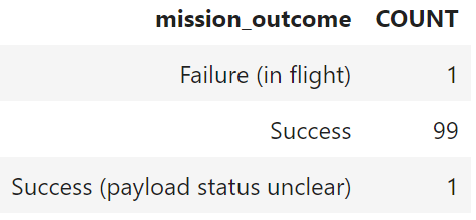 mission_outcome COUNT
Failure (in flight) 1
Success 99
Success (payload status unclear) 1